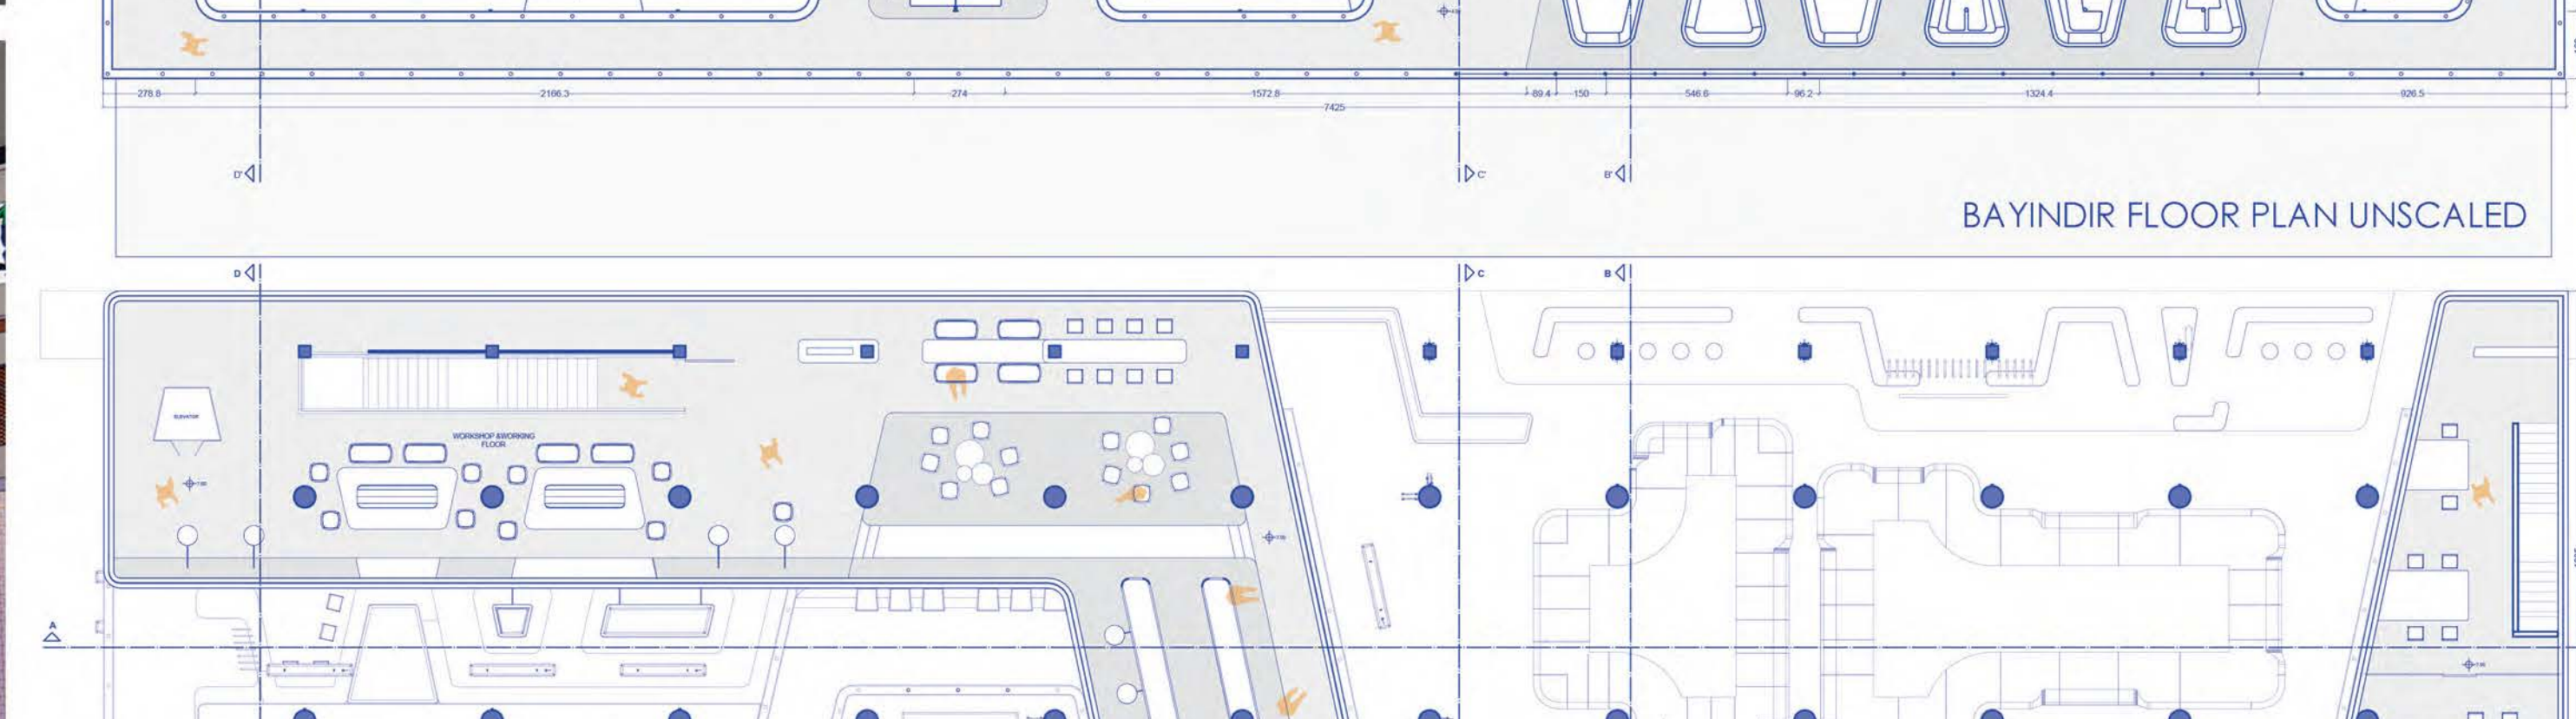 278.8 2166.3 274 1572.8 89.4 150 546.6 96.2 1324.4 926.5
7425
D' C' B'
BAYINDIR FLOOR PLAN UNSCALED
D C B
ELEVATOR
WORKSHOP &WORKING
FLOOR
A